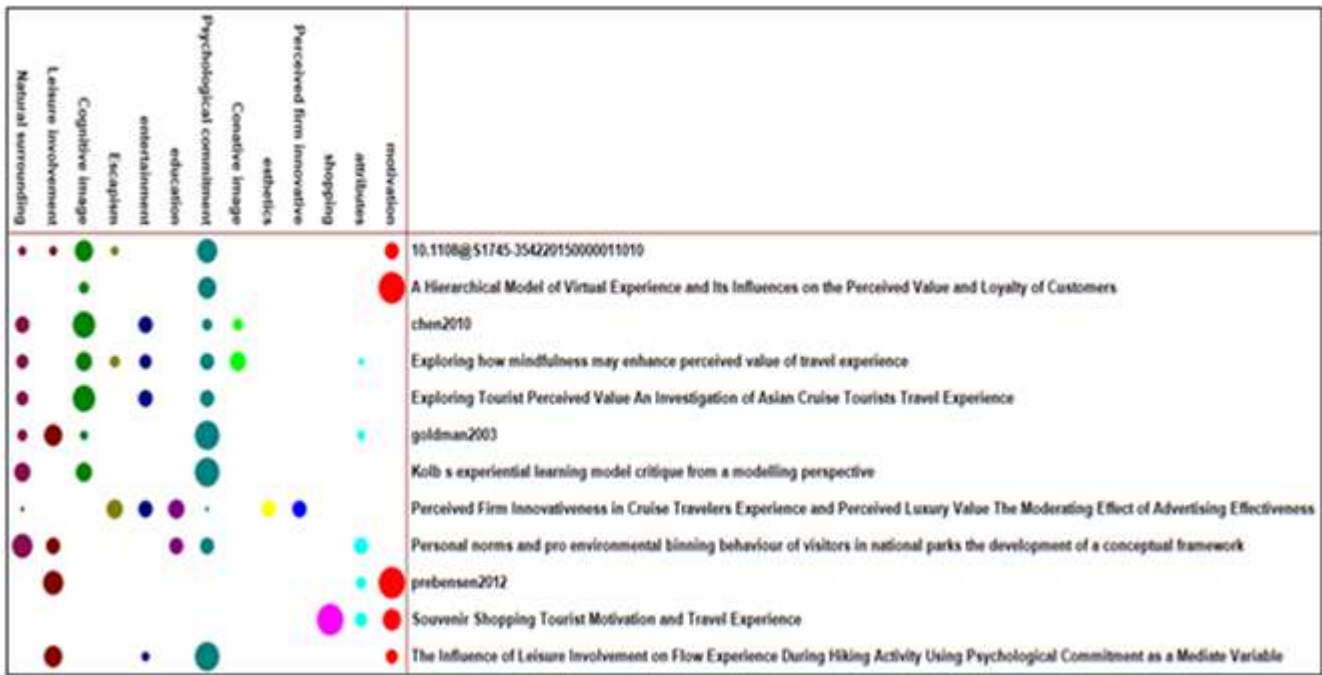 Natural surrounding
Leisure involvement
Cognitive image
Escapism
entertainment
education
Psychological commitment
Conative image
esthetics
Perceived firm innovative
shopping
attributes
motivation
10.1108@S1745-354220150000011010
A Hierarchical Model of Virtual Experience and Its Influences on the Perceived Value and Loyalty of Customers
chen2010
Exploring how mindfulness may enhance perceived value of travel experience
Exploring Tourist Perceived Value An Investigation of Asian Cruise Tourists Travel Experience
goldman2003
Kolb s experiential learning model critique from a modelling perspective
Perceived Firm Innovativeness in Cruise Travelers Experience and Perceived Luxury Value The Moderating Effect of Advertising Effectiveness
Personal norms and pro environmental binning behaviour of visitors in national parks the development of a conceptual framework
prebensen2012
Souvenir Shopping Tourist Motivation and Travel Experience
The Influence of Leisure Involvement on Flow Experience During Hiking Activity Using Psychological Commitment as a Mediate Variable